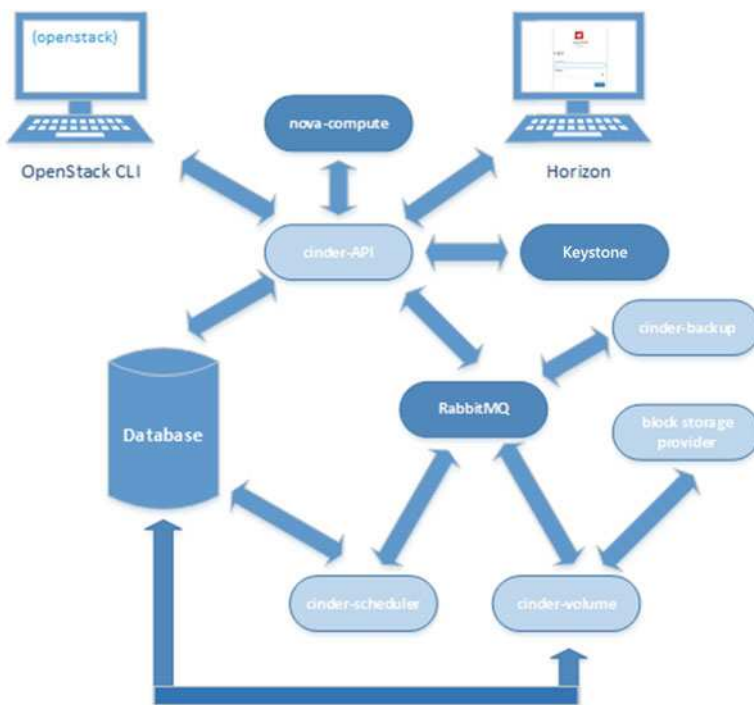 (openstack)
nova-compute
OpenStack CLI
Horizon
cinder-API
Keystone
cinder-backup
RabbitMQ
block storage
provider
Database
cinder-scheduler
cinder-volume